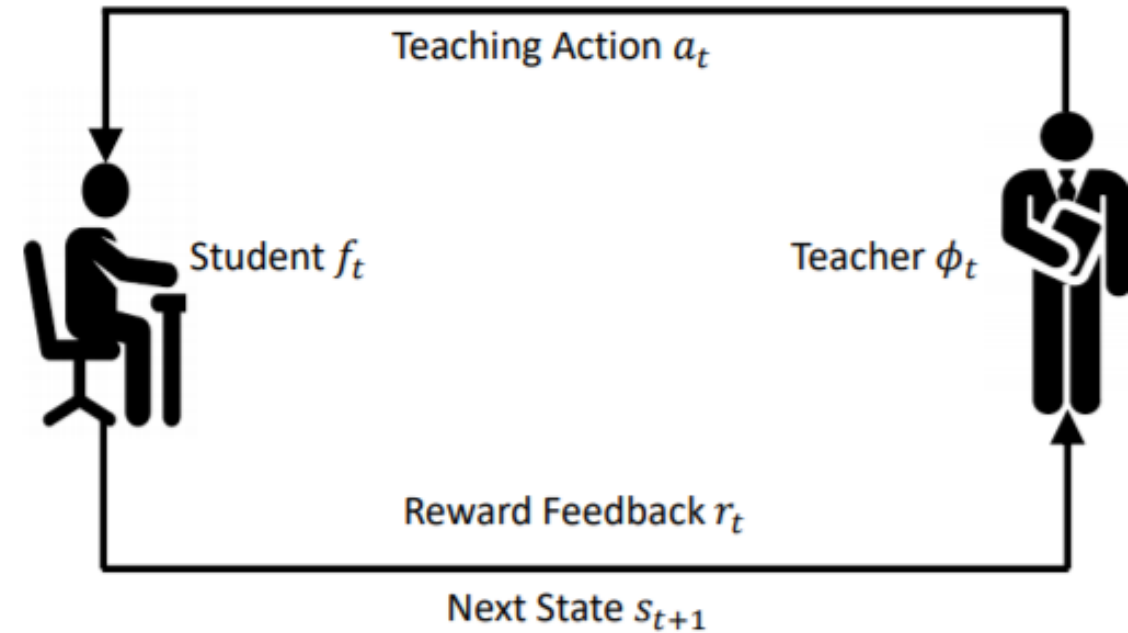 Teaching Action aₜ
Student fₜ
Teacher ϕₜ
Reward Feedback rₜ
Next State sₜ₊₁